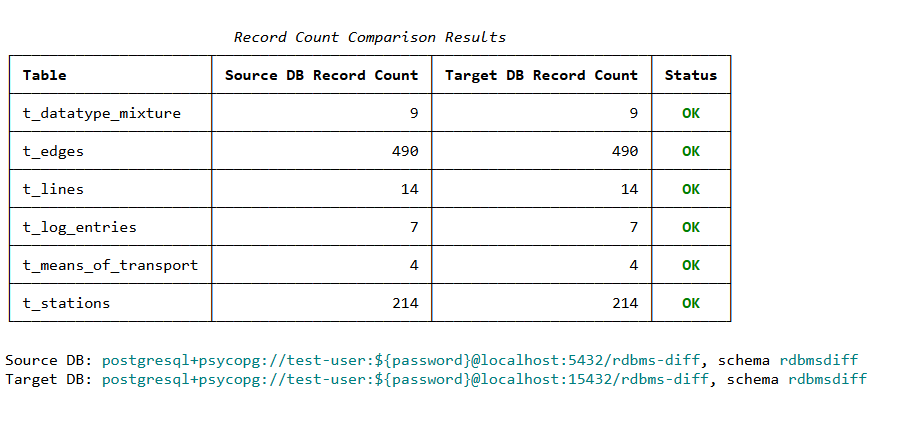 Record Count Comparison Results
Table Source DB Record Count Target DB Record Count Status
t_datatype_mixture 9 9 OK
t_edges 490 490 OK
t_lines 14 14 OK
t_log_entries 7 7 OK
t_means_of_transport 4 4 OK
t_stations 214 214 OK
Source DB: postgresql+psycopg://test-user:${password}@localhost:5432/rdbms-diff, schema rdbmsdiff
Target DB: postgresql+psycopg://test-user:${password}@localhost:15432/rdbms-diff, schema rdbmsdiff